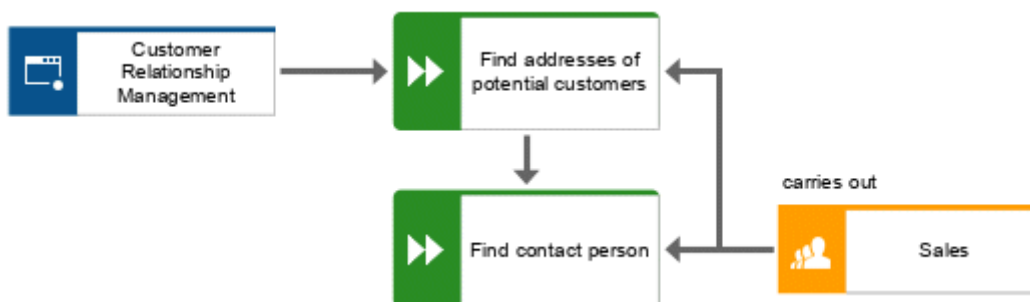 Customer
Relationship
Management
Find addresses of
potential customers
carries out
Find contact person
Sales